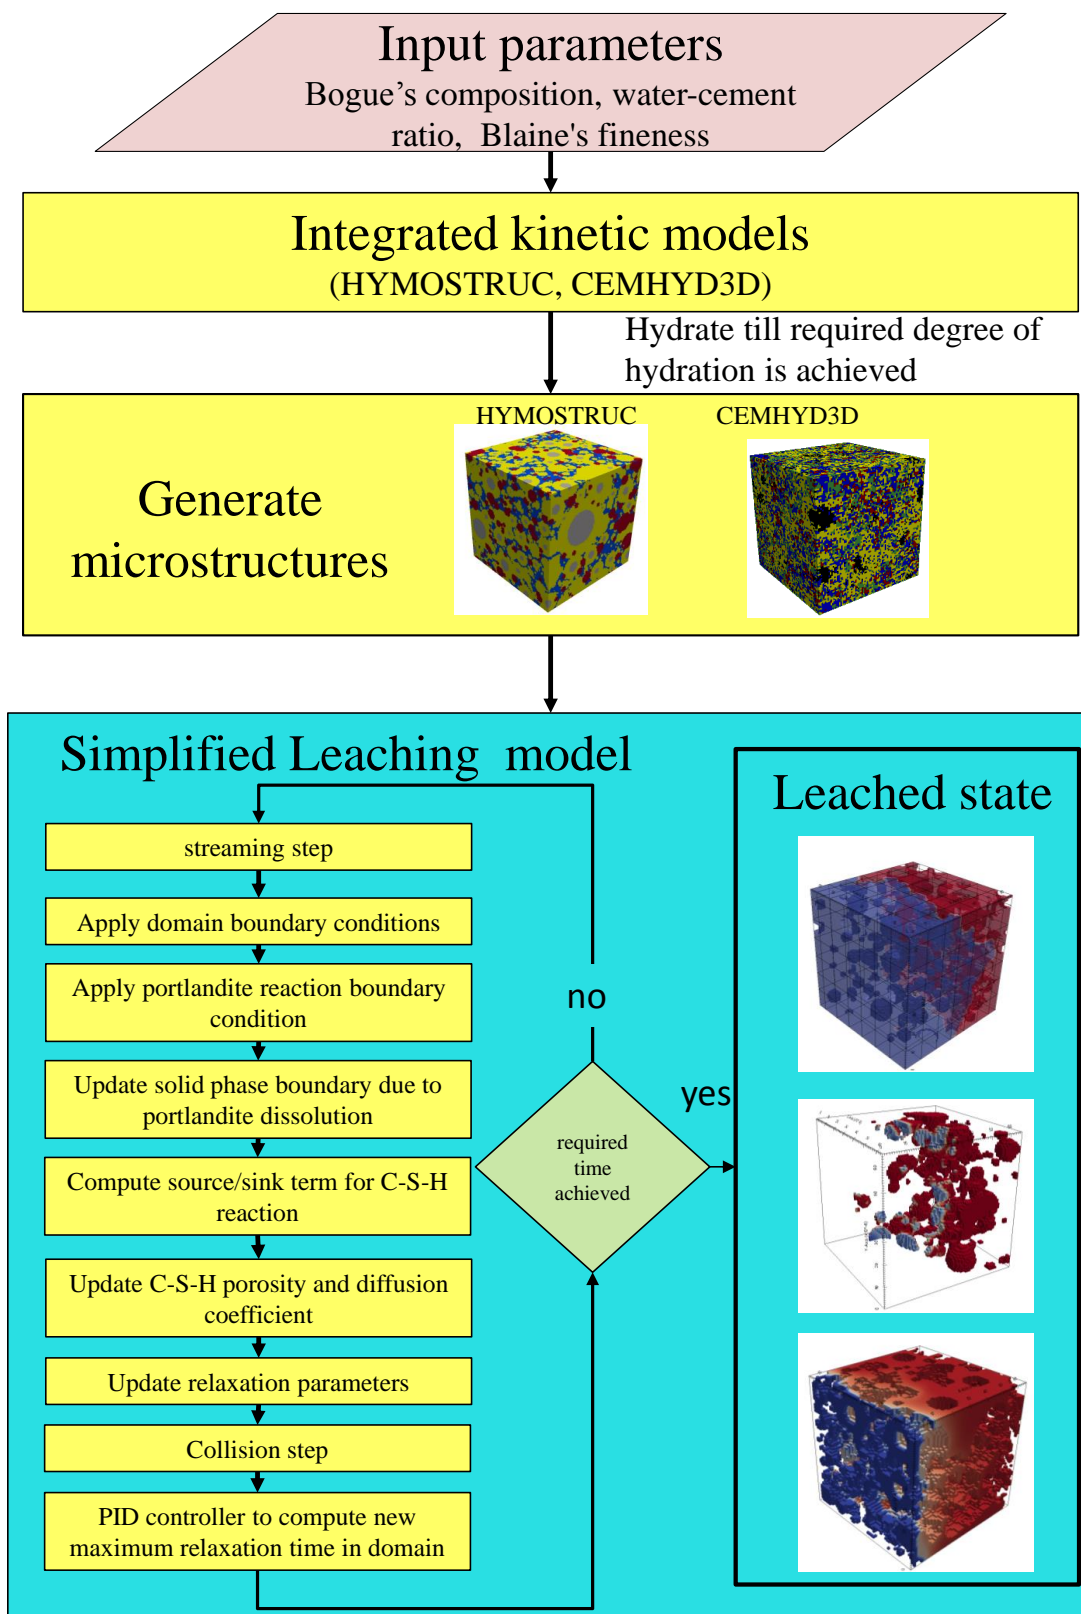 Input parameters
Bogue's composition, water-cement
ratio,  Blaine's fineness
Integrated kinetic models
(HYMOSTRUC, CEMHYD3D)
Hydrate till required degree of
hydration is achieved
HYMOSTRUC
CEMHYD3D
Generate
microstructures
Simplified Leaching  model
streaming step
Apply domain boundary conditions
Apply portlandite reaction boundary
condition
Update solid phase boundary due to
portlandite dissolution
Compute source/sink term for C-S-H
reaction
Update C-S-H porosity and diffusion
coefficient
Update relaxation parameters
Collision step
PID controller to compute new
maximum relaxation time in domain
no
required
time
achieved
yes
Leached state